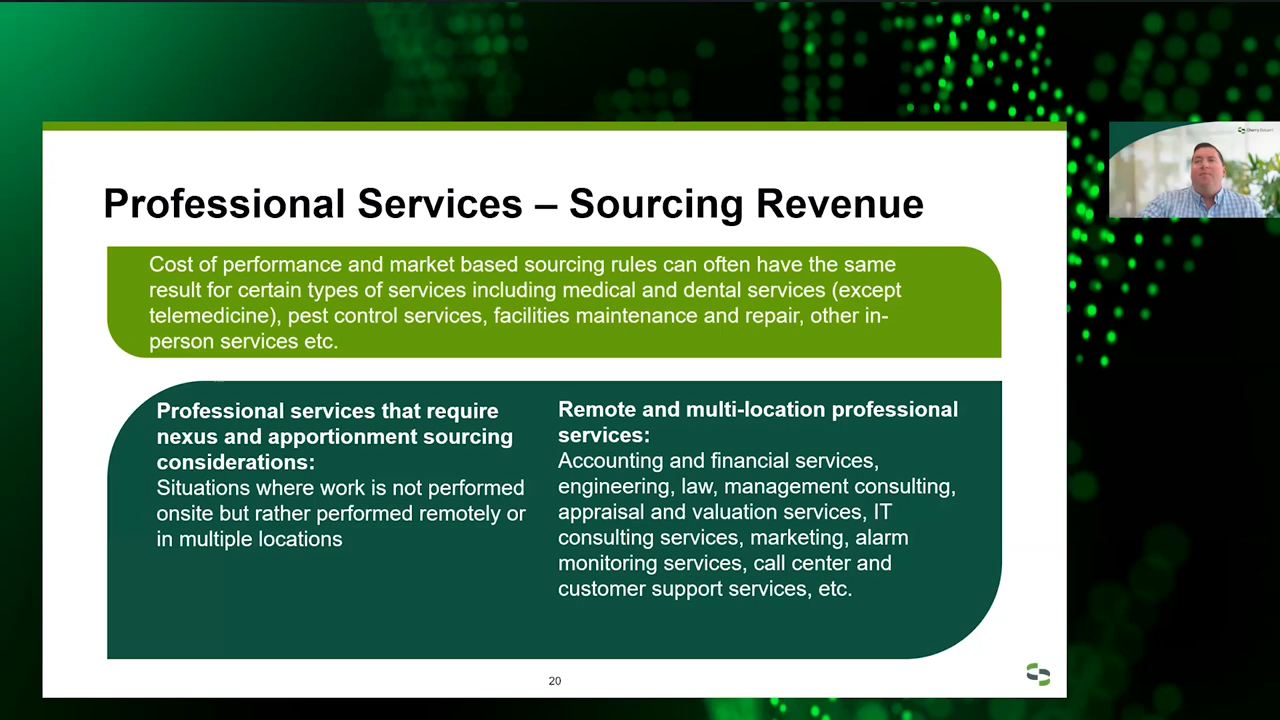 Professional Services – Sourcing Revenue
Cost of performance and market based sourcing rules can often have the same
result for certain types of services including medical and dental services (except
telemedicine), pest control services, facilities maintenance and repair, other in-
person services etc.
Professional services that require
nexus and apportionment sourcing
considerations:
Situations where work is not performed
onsite but rather performed remotely or
in multiple locations
Remote and multi-location professional
services:
Accounting and financial services,
engineering, law, management consulting,
appraisal and valuation services, IT
consulting services, marketing, alarm
monitoring services, call center and
customer support services, etc.
20